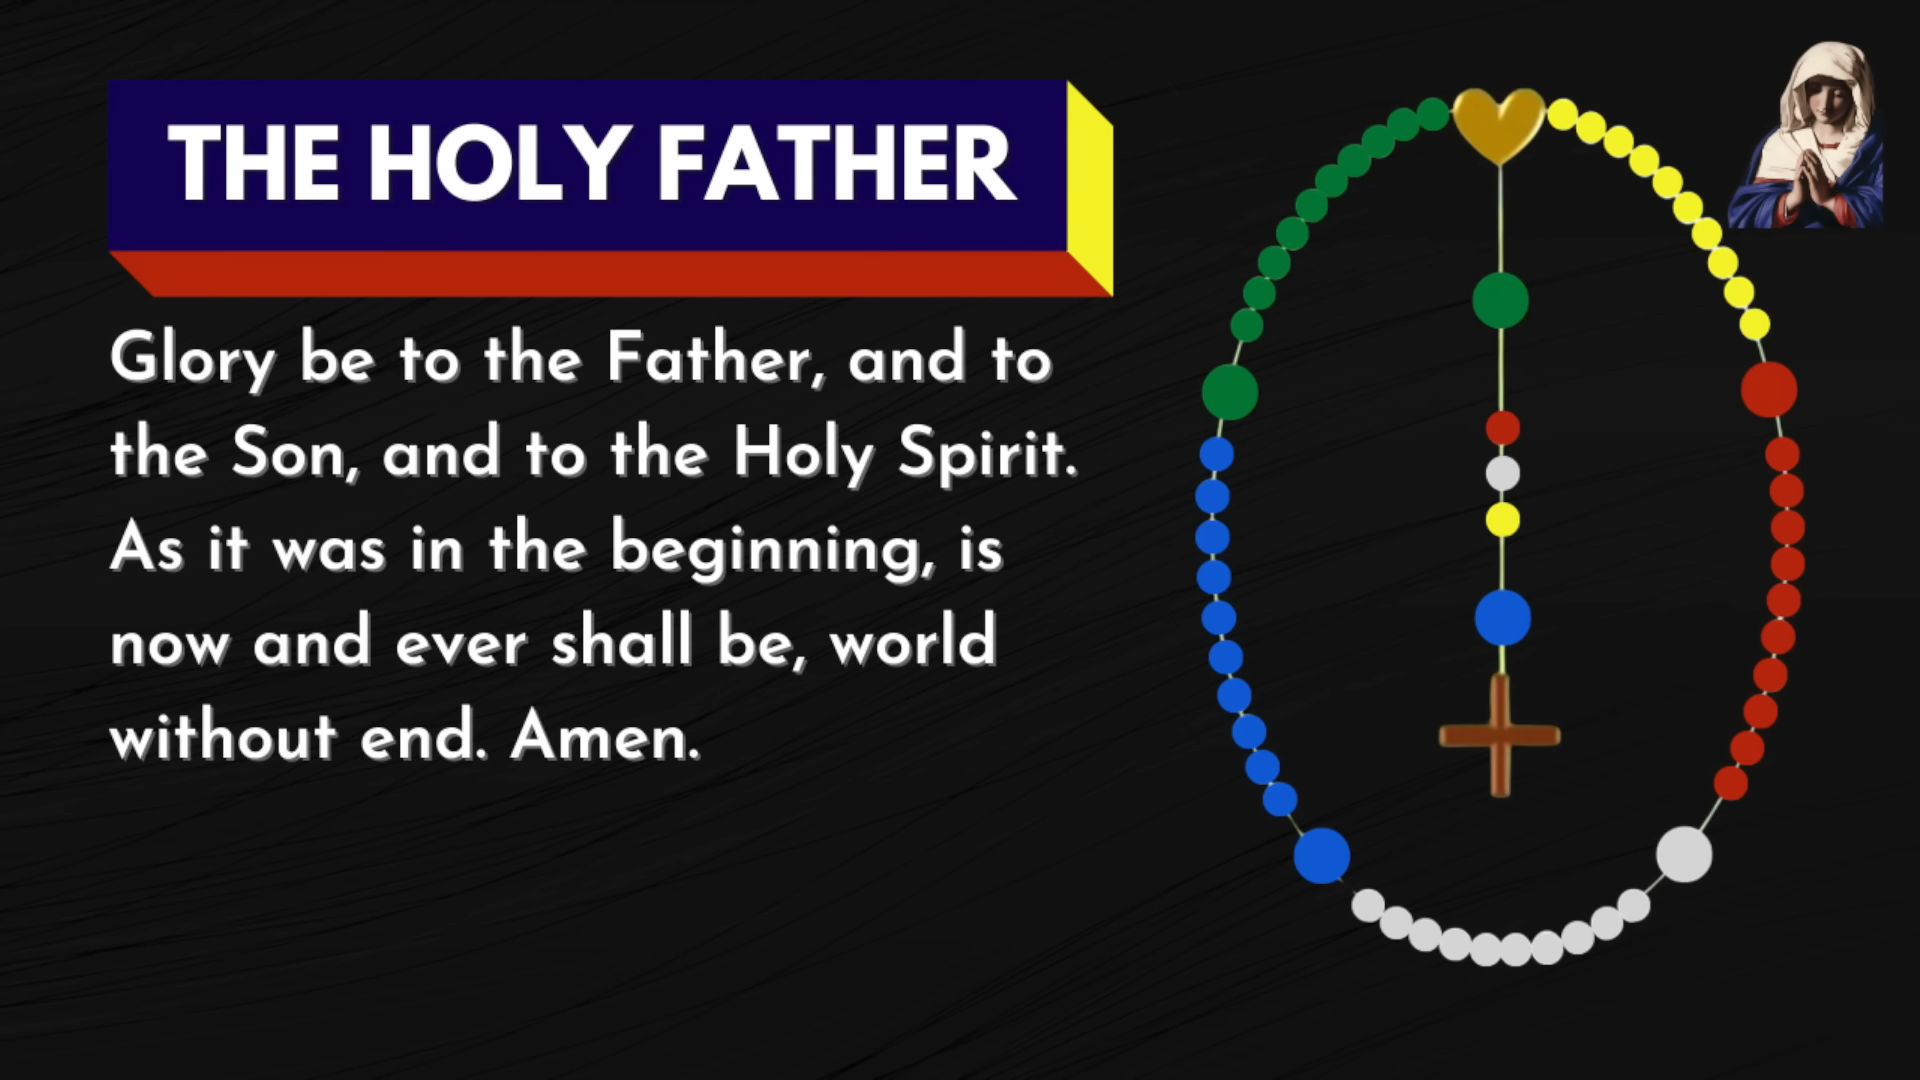 THE HOLY FATHER
Glory be to the Father, and to
the Son, and to the Holy Spirit.
As it was in the beginning, is
now and ever shall be, world
without end. Amen.